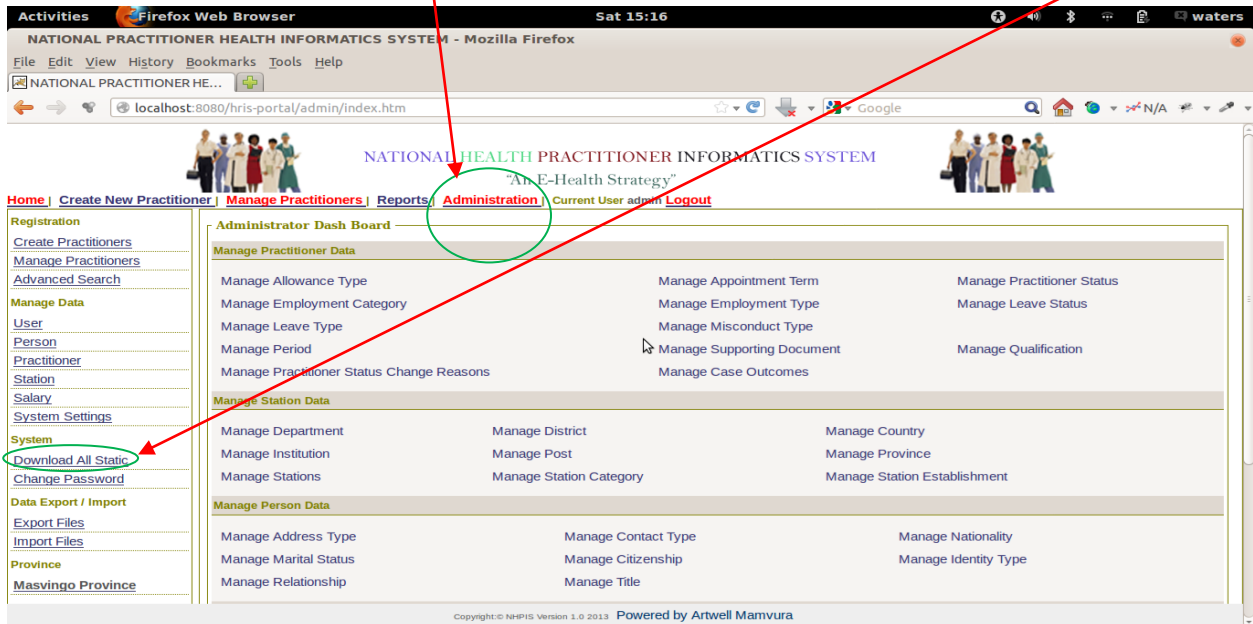 Activities Firefox Web Browser Sat 15:16 waters
NATIONAL PRACTITIONER HEALTH INFORMATICS SYSTEM - Mozilla Firefox
File Edit View History Bookmarks Tools Help
NATIONAL PRACTITIONER HE...
localhost:8080/hris-portal/admin/index.htm Google N/A
NATIONAL HEALTH PRACTITIONER INFORMATICS SYSTEM
"An E-Health Strategy"
Home | Create New Practitioner | Manage Practitioners | Reports | Administration | Current User admin Logout
Registration
Create Practitioners
Manage Practitioners
Advanced Search
Manage Data
User
Person
Practitioner
Station
Salary
System Settings
System
Download All Static
Change Password
Data Export / Import
Export Files
Import Files
Province
Masvingo Province
Administrator Dash Board
Manage Practitioner Data
Manage Allowance Type Manage Appointment Term Manage Practitioner Status
Manage Employment Category Manage Employment Type Manage Leave Status
Manage Leave Type Manage Misconduct Type
Manage Period Manage Supporting Document Manage Qualification
Manage Practitioner Status Change Reasons Manage Case Outcomes
Manage Station Data
Manage Department Manage District Manage Country
Manage Institution Manage Post Manage Province
Manage Stations Manage Station Category Manage Station Establishment
Manage Person Data
Manage Address Type Manage Contact Type Manage Nationality
Manage Marital Status Manage Citizenship Manage Identity Type
Manage Relationship Manage Title
Copyright:© NHPIS Version 1.0 2013 Powered by Artwell Mamvura